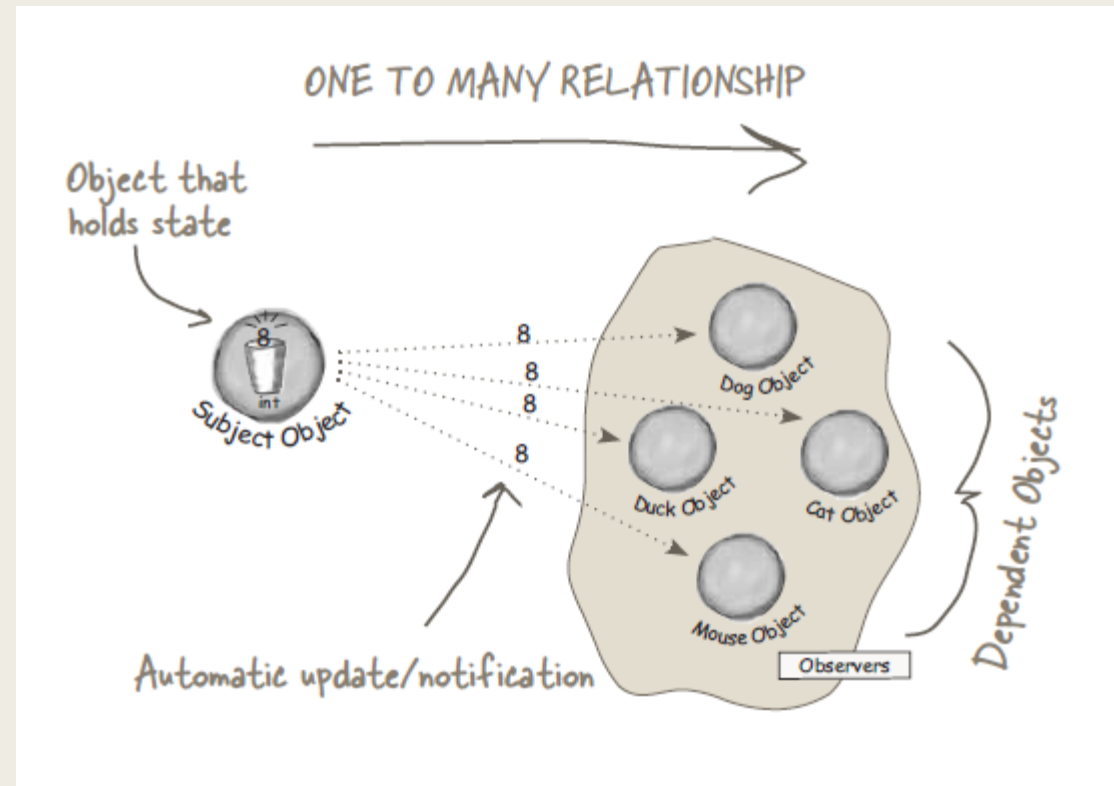 ONE TO MANY RELATIONSHIP
Object that
holds state
8
int
Subject Object
8
8
8
8
Dog Object
Duck Object
Cat Object
Mouse Object
Observers
Dependent Objects
Automatic update/notification